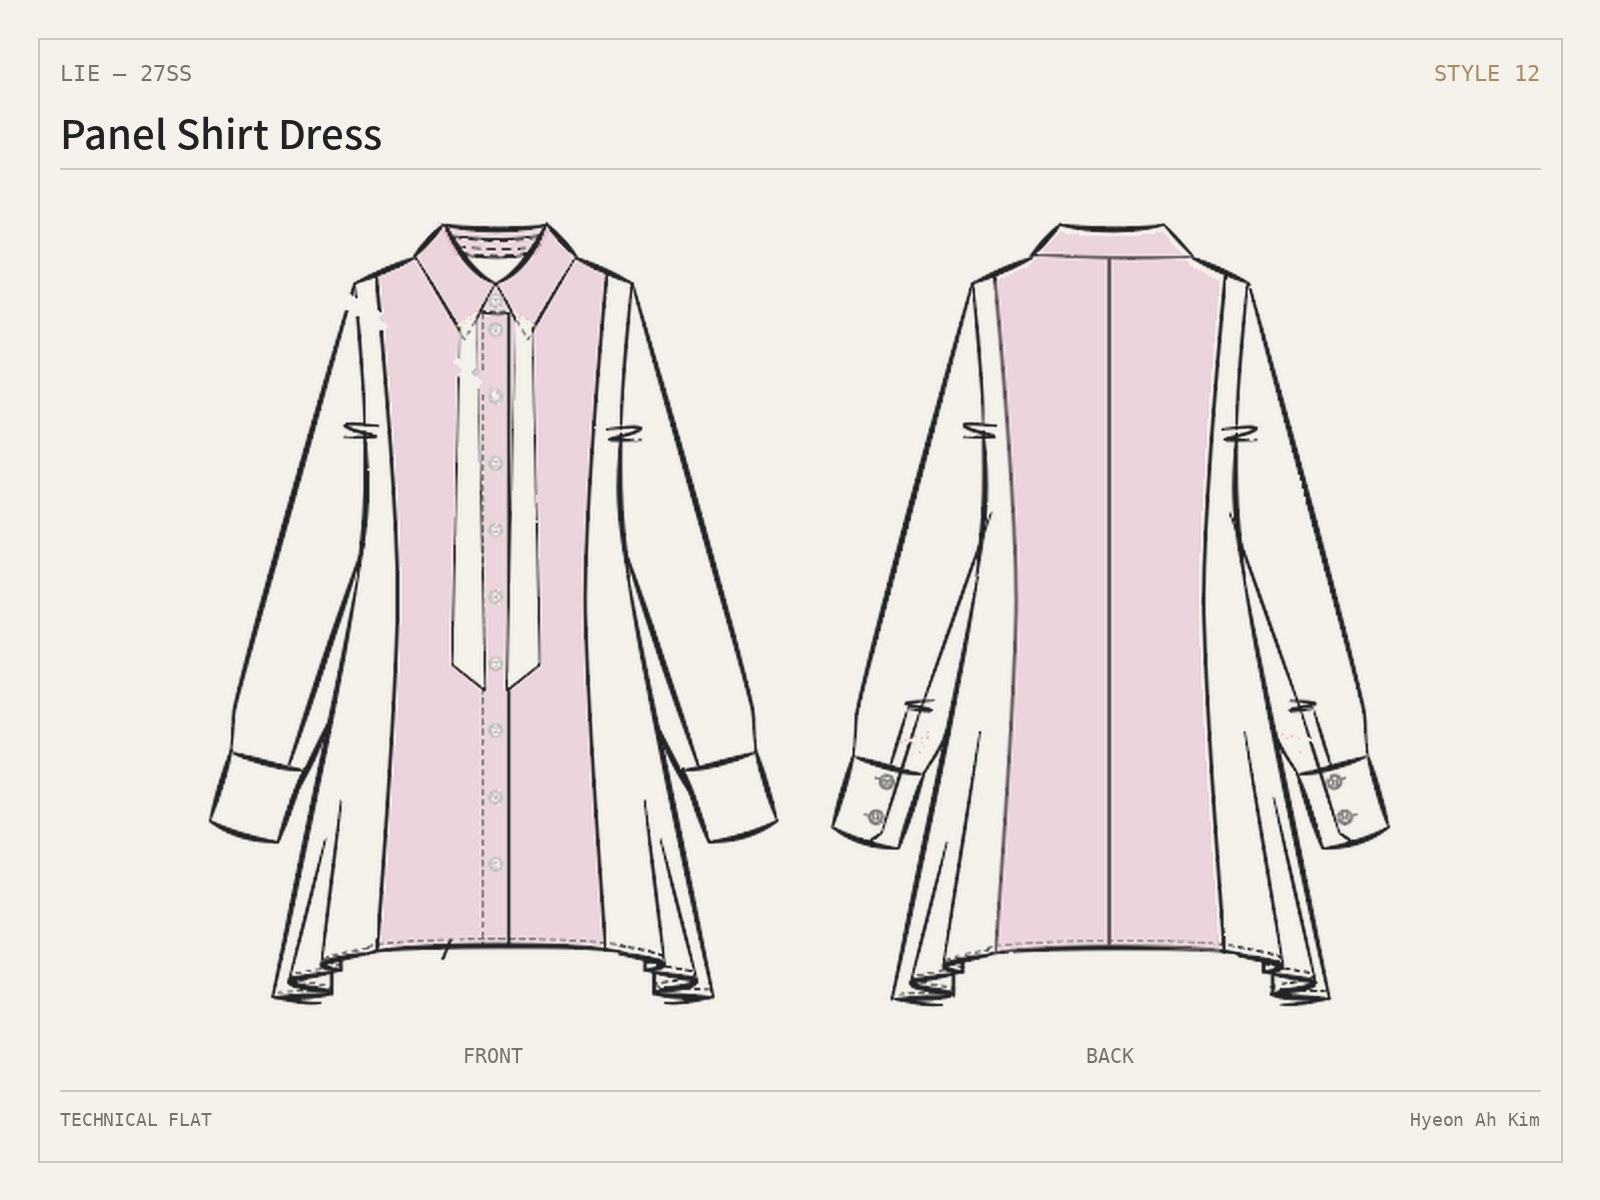 LIE — 27SS
STYLE 12
Panel Shirt Dress
FRONT
BACK
TECHNICAL FLAT
Hyeon Ah Kim